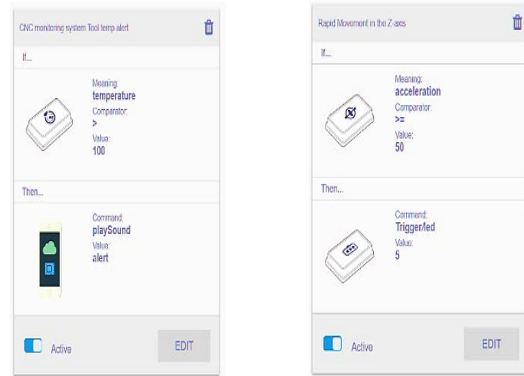 CNC monitoring system Tool temp alert
If...
Meaning:
temperature
Comparator:
>
Value:
100
Then...
Command:
playSound
Value:
alert
Active
EDIT
Rapid Movement in the Z-axes
If...
Meaning:
acceleration
Comparator:
>=
Value:
50
Then...
Command:
Trigger/led
Value:
5
Active
EDIT